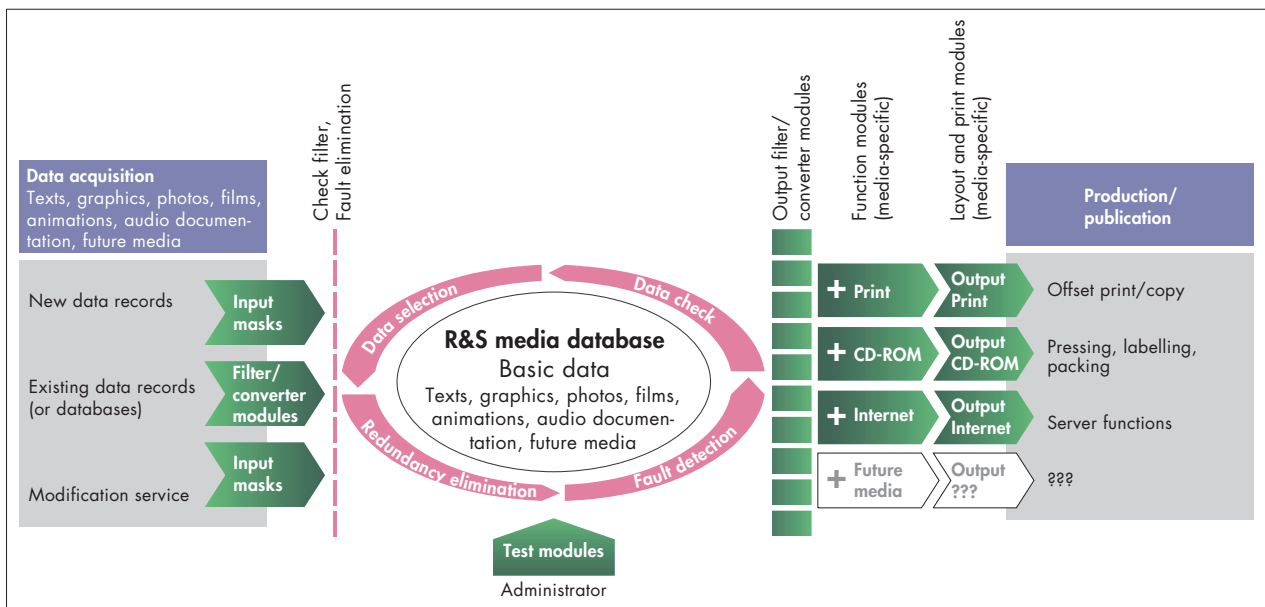 Data acquisition
Texts, graphics, photos, films,
animations, audio documen-
tation, future media
New data records
Existing data records
(or databases)
Modification service
Input
masks
Filter/
converter
modules
Input
masks
Check filter,
Fault elimination
Data selection
Data check
Redundancy elimination
Fault detection
R&S media database
Basic data
Texts, graphics, photos, films,
animations, audio documen-
tation, future media
Test modules
Administrator
Output filter/
converter modules
Function modules
(media-specific)
Layout and print modules
(media-specific)
Production/
publication
+ Print
Output
Print
Offset print/copy
+ CD-ROM
Output
CD-ROM
Pressing, labelling,
packing
+ Internet
Output
Internet
Server functions
+ Future
media
Output
???
???